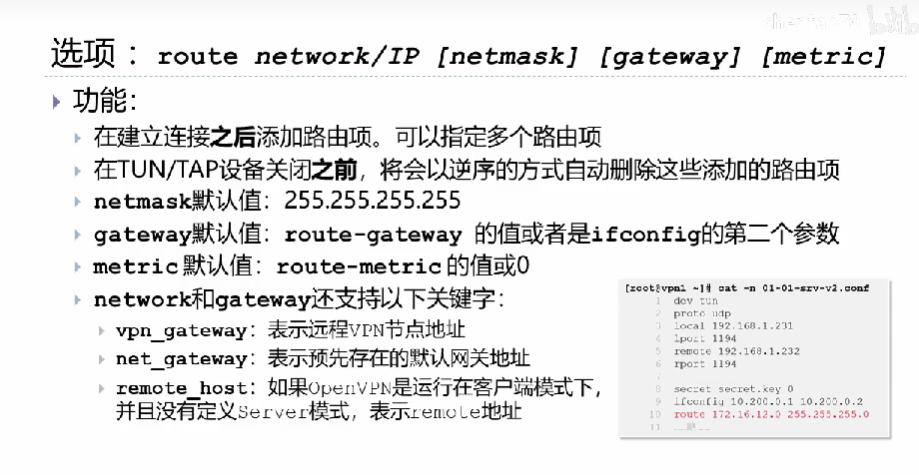 选项：route network/IP [netmask] [gateway] [metric]
功能:
在建立连接之后添加路由项。可以指定多个路由项
在TUN/TAP设备关闭之前，将会以逆序的方式自动删除这些添加的路由项
netmask默认值：255.255.255.255
gateway默认值：route-gateway 的值或者是ifconfig的第二个参数
metric默认值：route-metric的值或0
network和gateway还支持以下关键字：
vpn_gateway：表示远程VPN节点地址
net_gateway：表示预先存在的默认网关地址
remote_host：如果OpenVPN是运行在客户端模式下，
并且没有定义Server模式，表示remote地址
[root@vpn1 ~]# cat -n 01-01-srv-v2.conf
1 dev tun
2 proto udp
3 local 192.168.1.231
4 lport 1194
5 remote 192.168.1.232
6 rport 1194
7
8 secret secret.key 0
9 ifconfig 10.200.0.1 10.200.0.2
10 route 172.16.12.0 255.255.255.0
11